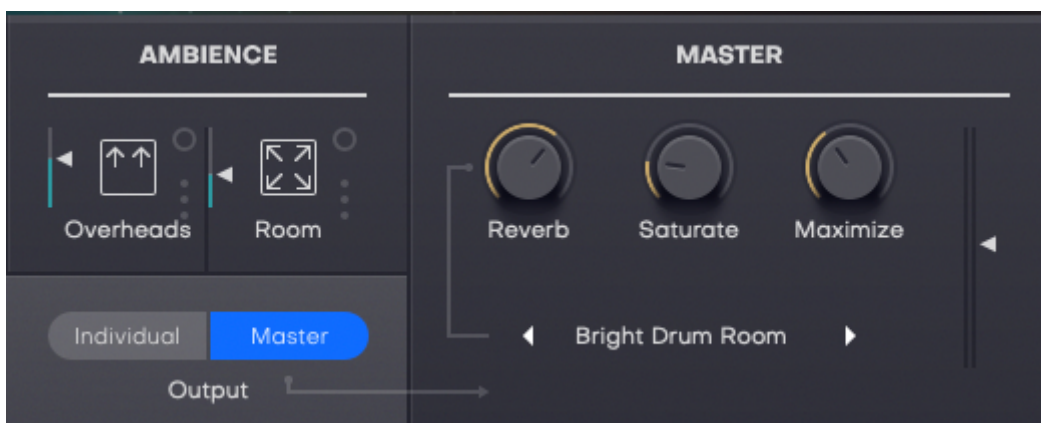 AMBIENCE
MASTER
Overheads
Room
Reverb
Saturate
Maximize
Individual
Master
Bright Drum Room
Output